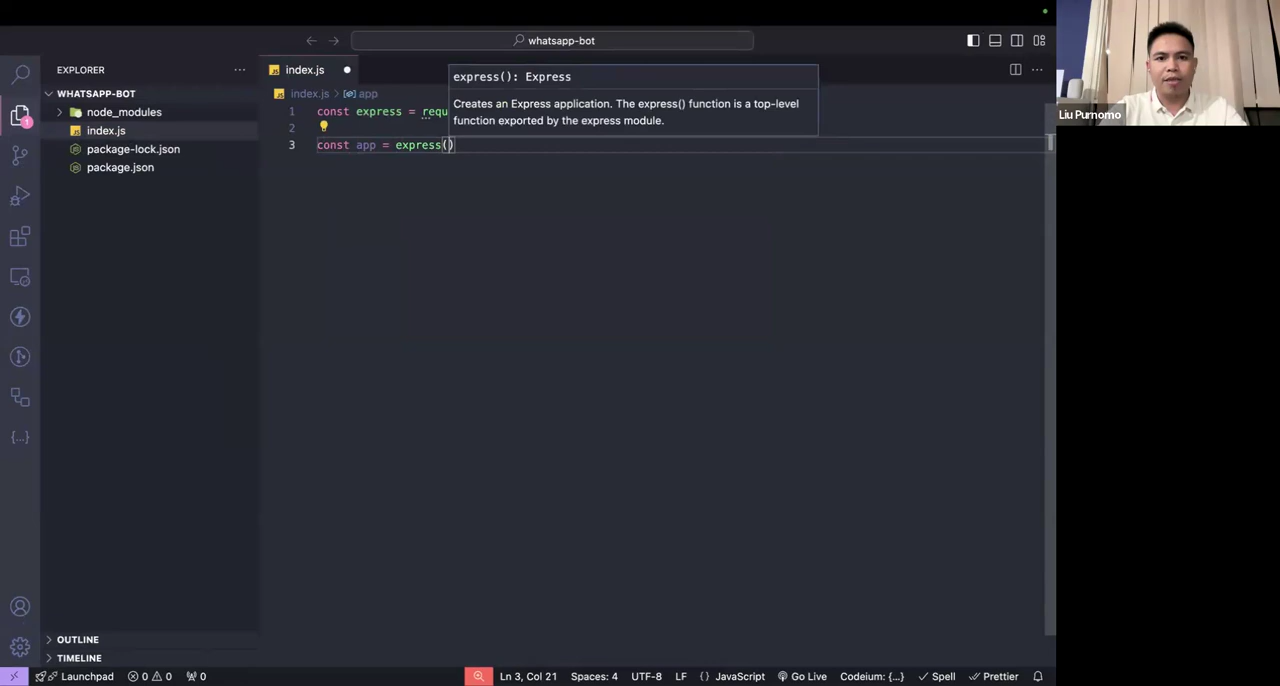 whatsapp-bot
EXPLORER
index.js
WHATSAPP-BOT
node_modules
index.js
package-lock.json
package.json
index.js > app
express(): Express
Creates an Express application. The express() function is a top-level
function exported by the express module.
1 const express = requ
2
3 const app = express()
Liu Purnomo
1
{...}
OUTLINE
TIMELINE
Launchpad 0 0 0 Ln 3, Col 21 Spaces: 4 UTF-8 LF {} JavaScript Go Live Codeium: {...} Spell Prettier